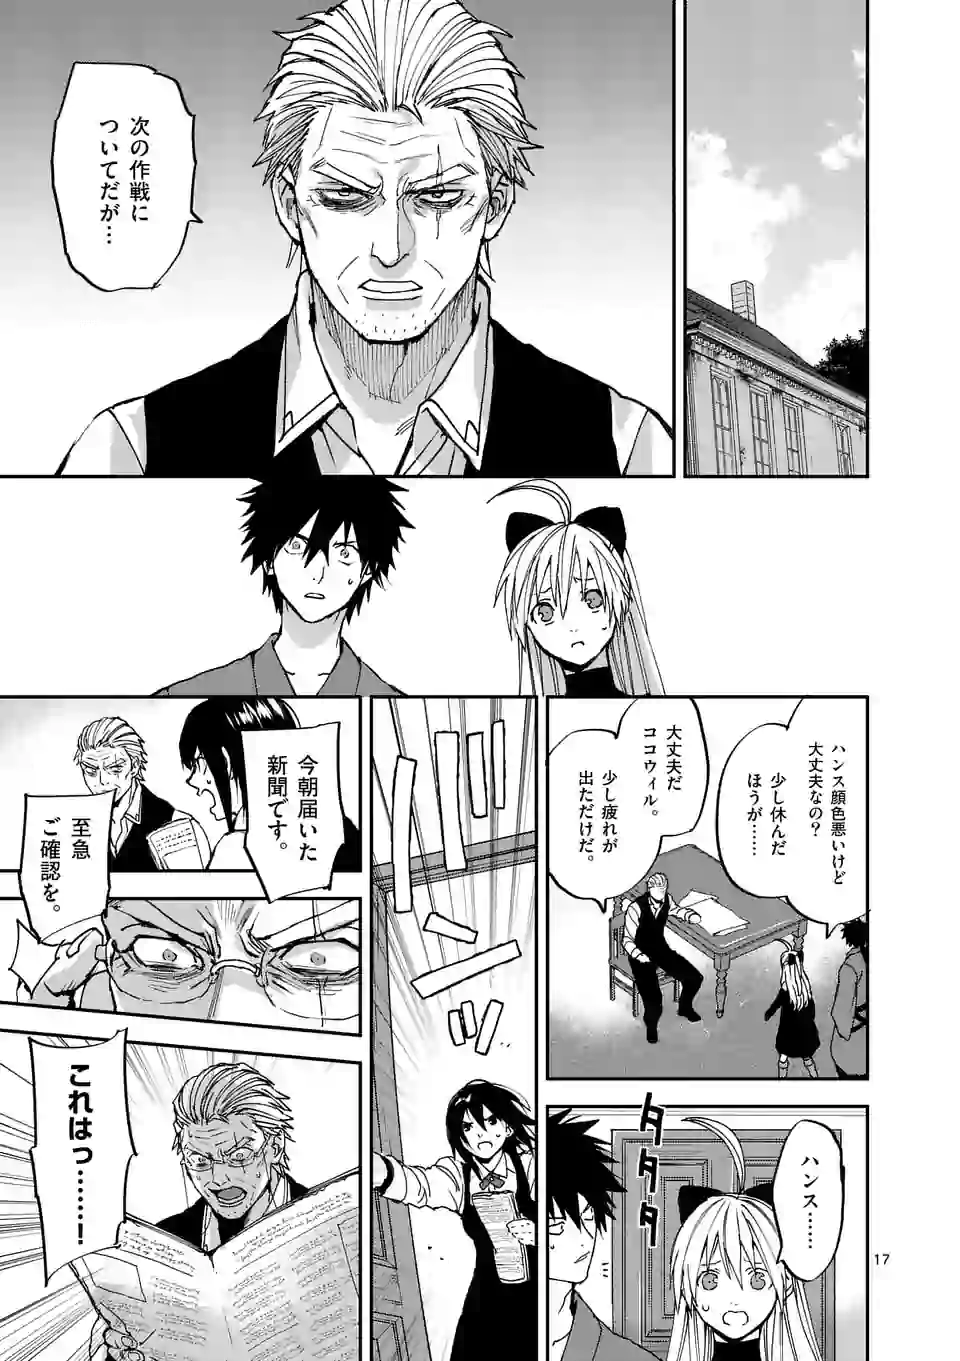 次の作戦に
ついてだが…
ハンス顔色悪いけど
大丈夫なの？
少し休んだ
ほうが……
大丈夫だ
ココウィル。
少し疲れが
出ただけだ。
ハンス……
タタタ
バン
今朝届いた
新聞です。
至急
ご確認を。
これはっ……！
17